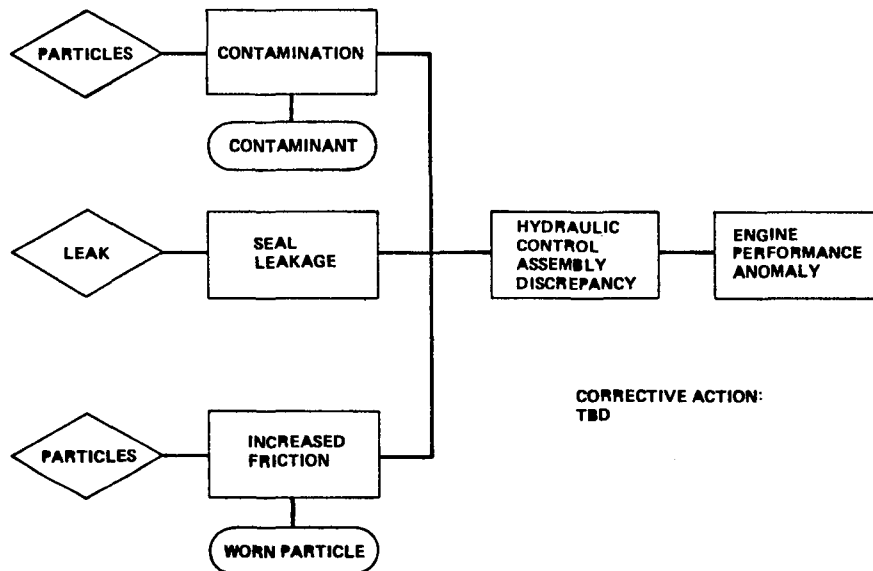 PARTICLES
CONTAMINATION
CONTAMINANT
LEAK
SEAL
LEAKAGE
HYDRAULIC
CONTROL
ASSEMBLY
DISCREPANCY
ENGINE
PERFORMANCE
ANOMALY
CORRECTIVE ACTION:
TBD
PARTICLES
INCREASED
FRICTION
WORN PARTICLE